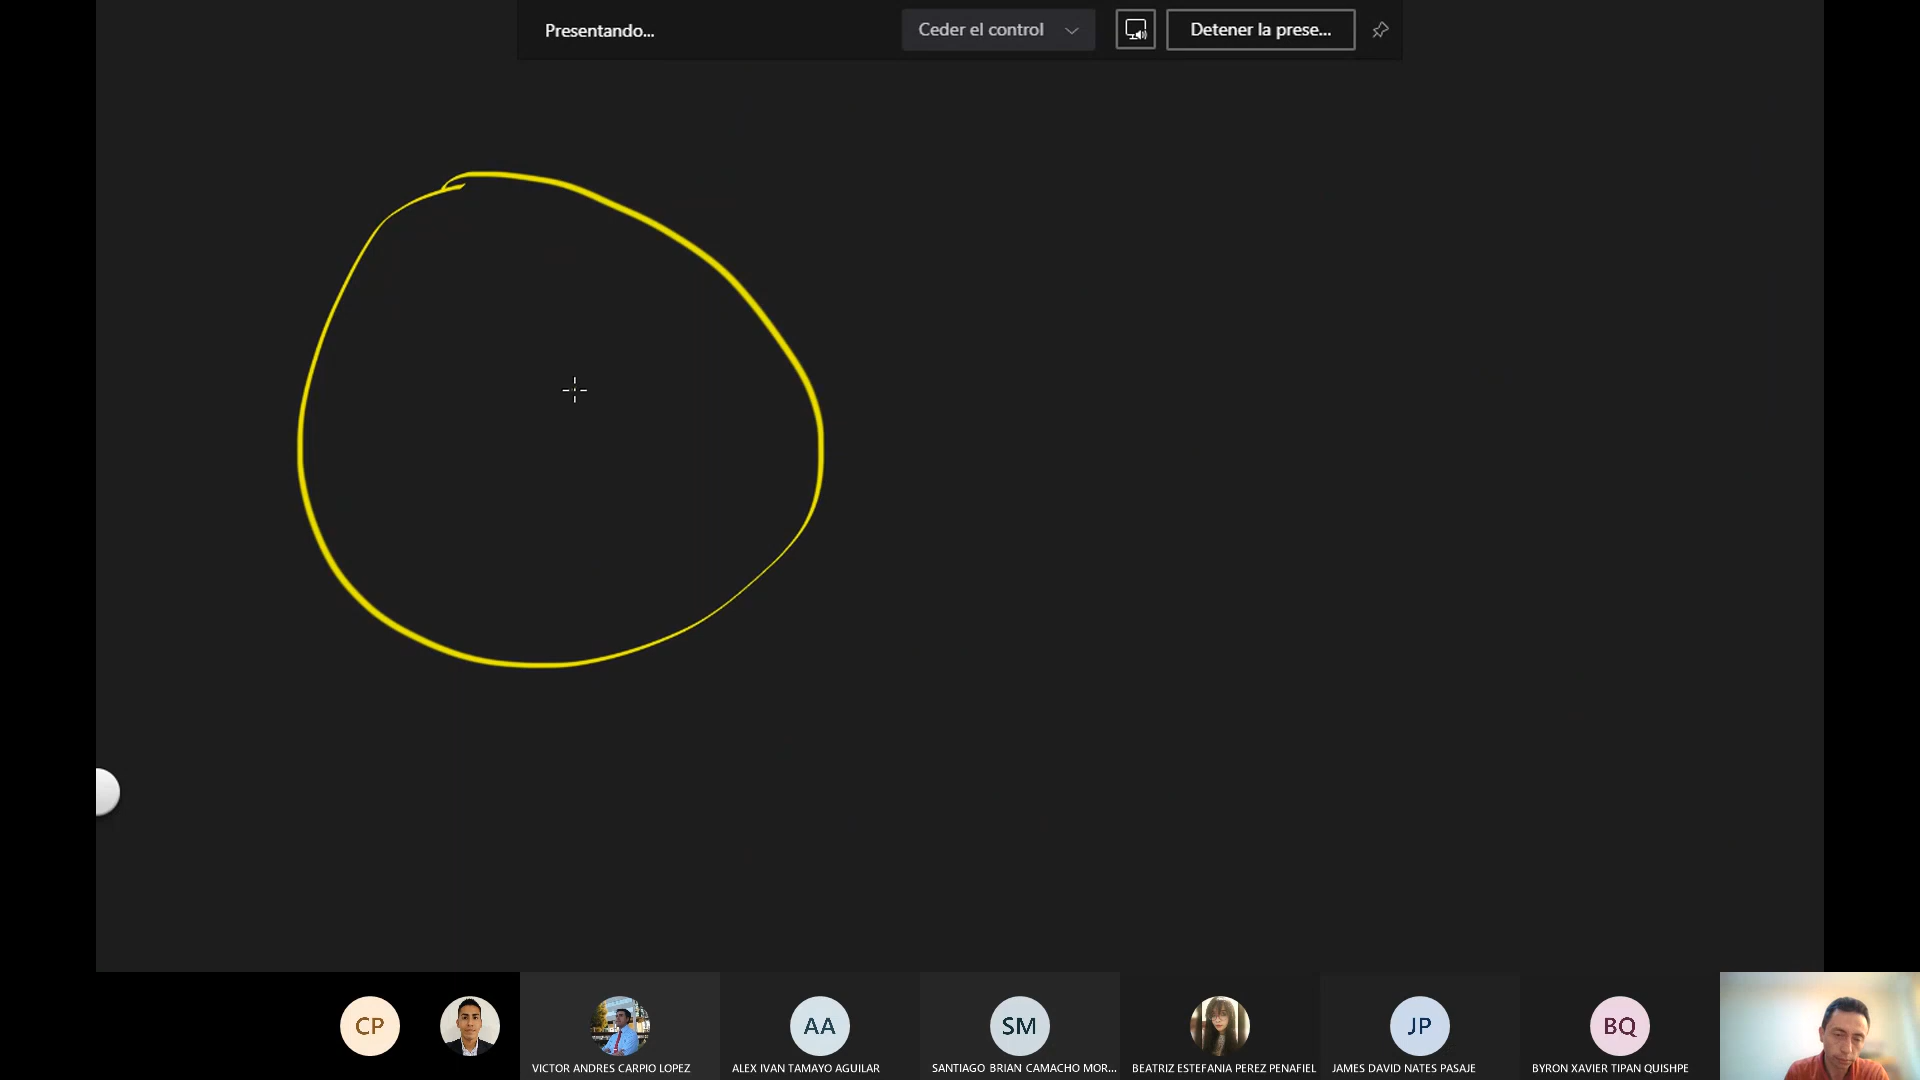 Presentando...
Ceder el control
Detener la prese...
CP
AA
SM
JP
BQ
VICTOR ANDRES CARPIO LOPEZ
ALEX IVAN TAMAYO AGUILAR
SANTIAGO BRIAN CAMACHO MOR...
BEATRIZ ESTEFANIA PEREZ PENAFIEL
JAMES DAVID NATES PASAJE
BYRON XAVIER TIPAN QUISHPE